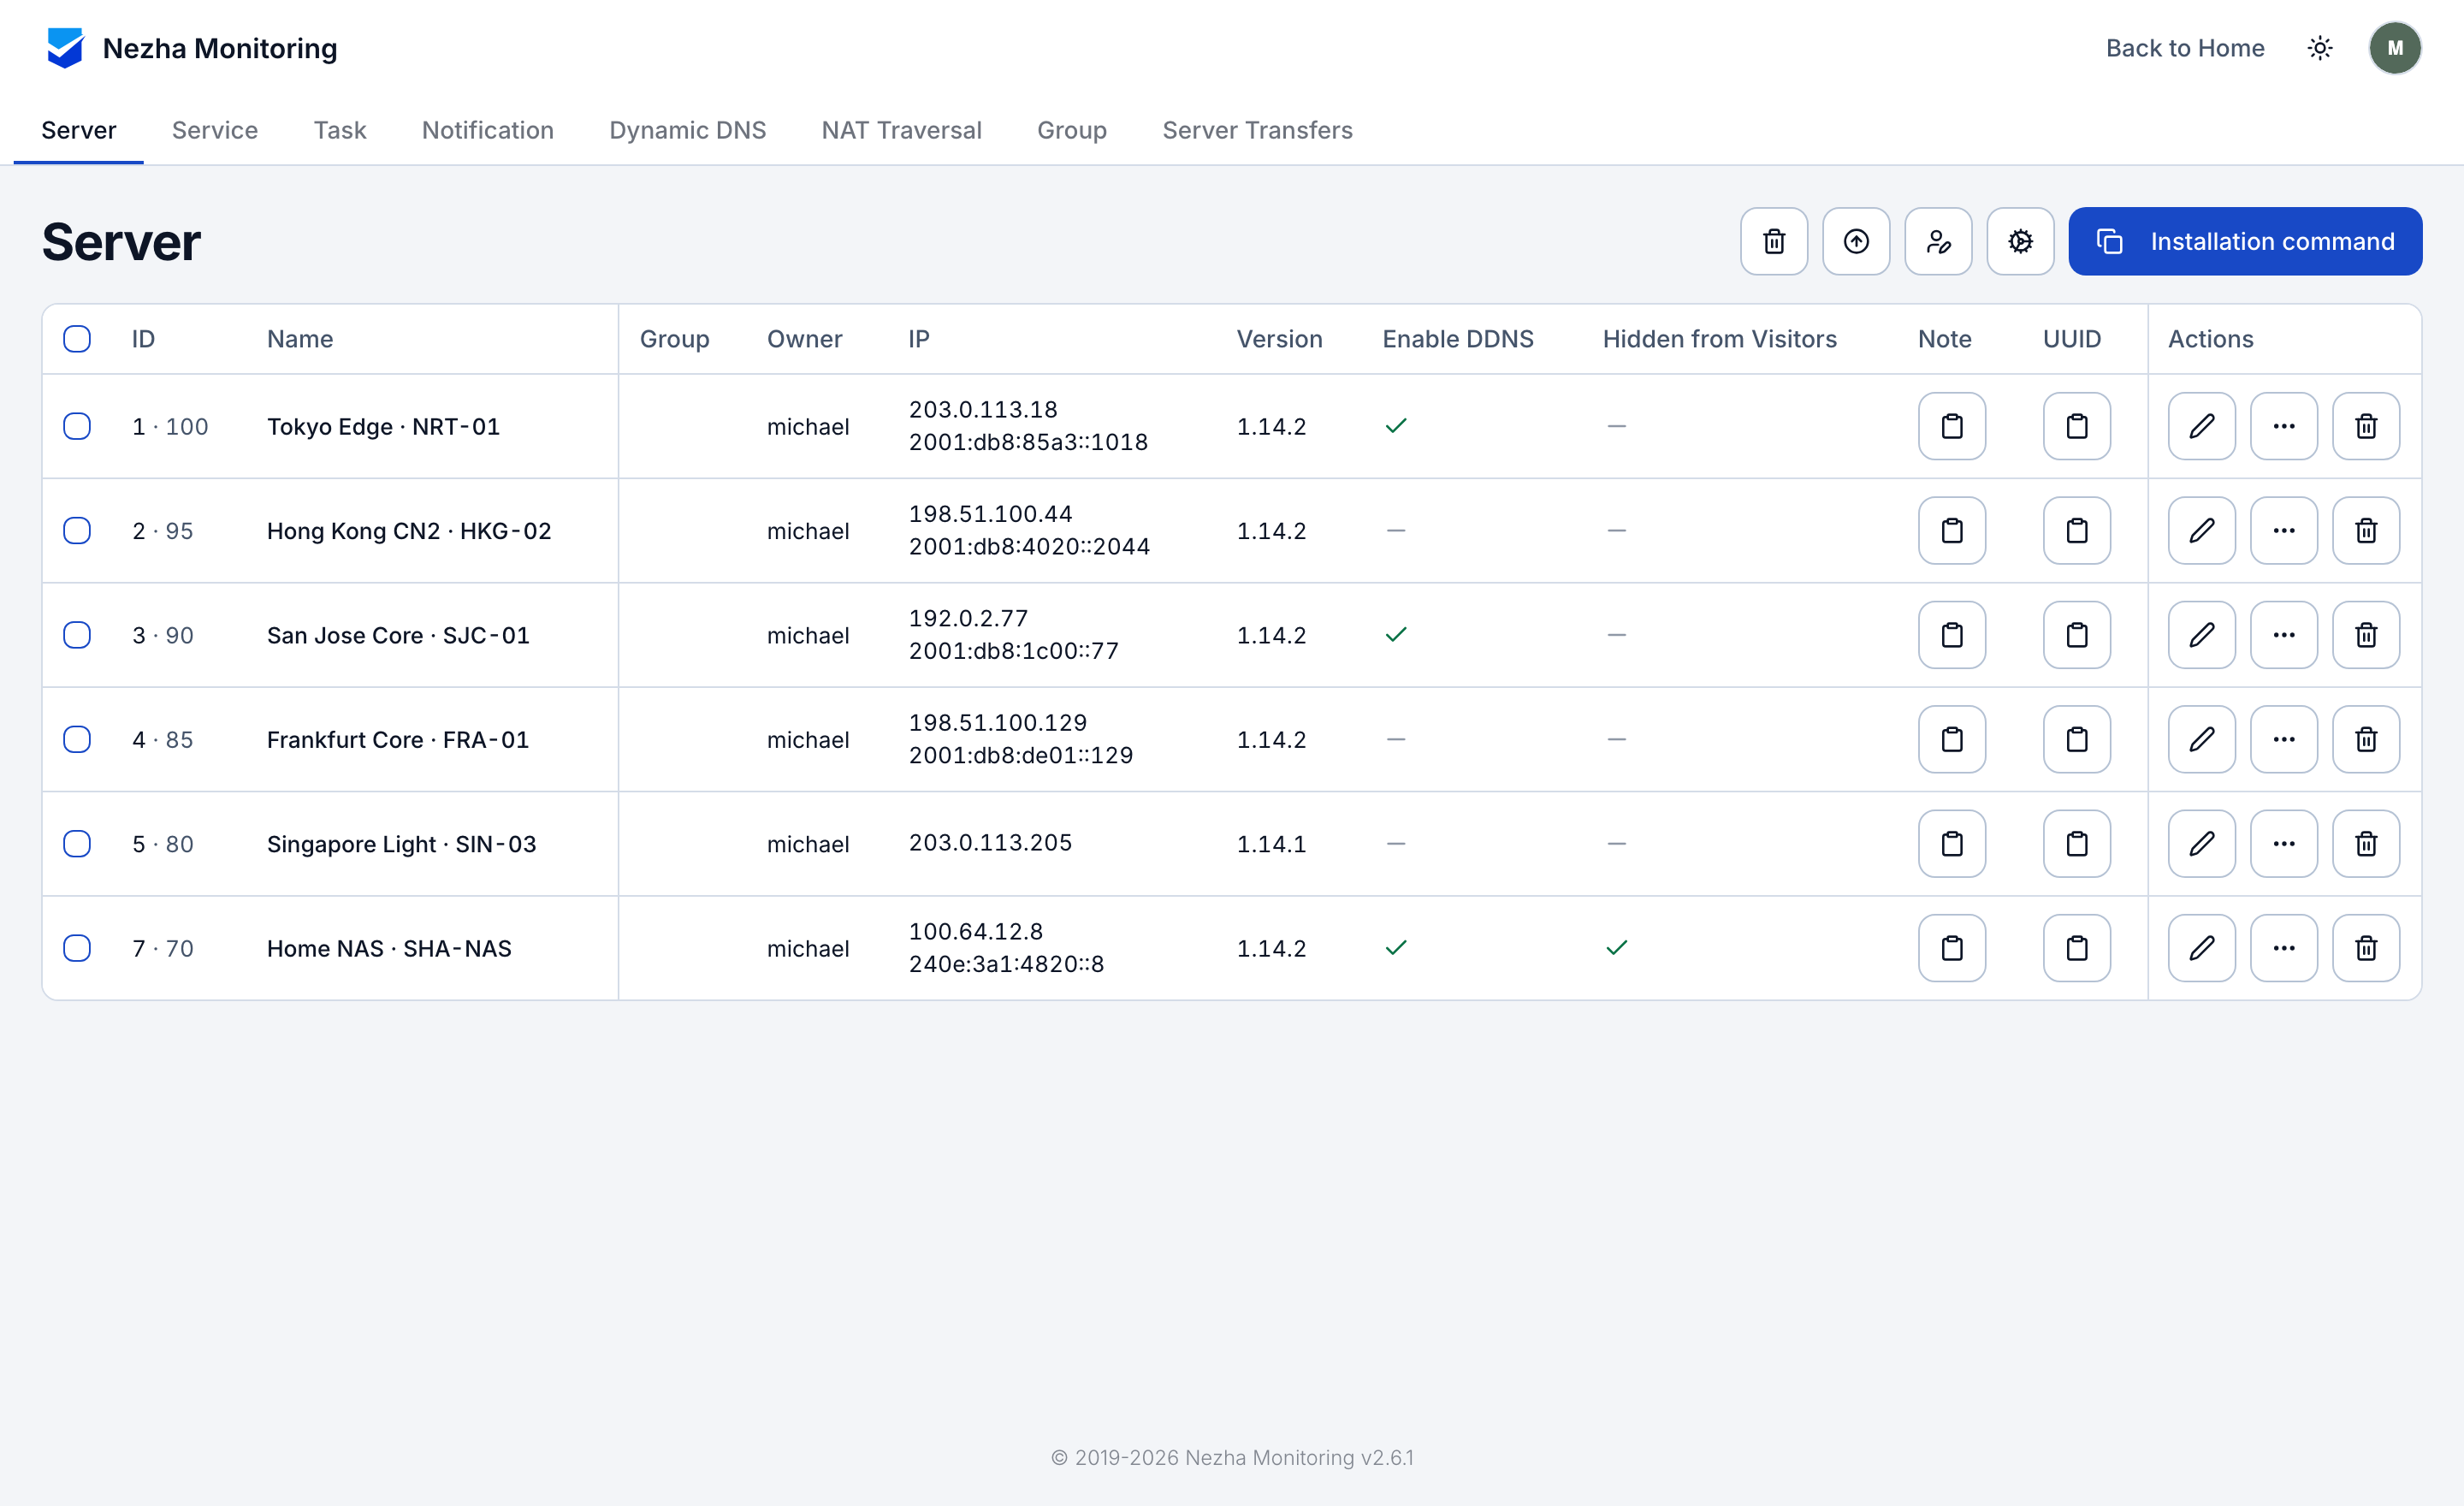 Nezha Monitoring
Back to Home
M
Server Service Task Notification Dynamic DNS NAT Traversal Group Server Transfers
Server
Installation command
ID Name Group Owner IP Version Enable DDNS Hidden from Visitors Note UUID Actions
1 · 100 Tokyo Edge · NRT-01 michael 203.0.113.18 1.14.2
2001:db8:85a3::1018
2 · 95 Hong Kong CN2 · HKG-02 michael 198.51.100.44 1.14.2
2001:db8:4020::2044
3 · 90 San Jose Core · SJC-01 michael 192.0.2.77 1.14.2
2001:db8:1c00::77
4 · 85 Frankfurt Core · FRA-01 michael 198.51.100.129 1.14.2
2001:db8:de01::129
5 · 80 Singapore Light · SIN-03 michael 203.0.113.205 1.14.1
7 · 70 Home NAS · SHA-NAS michael 100.64.12.8 1.14.2
240e:3a1:4820::8
© 2019-2026 Nezha Monitoring v2.6.1